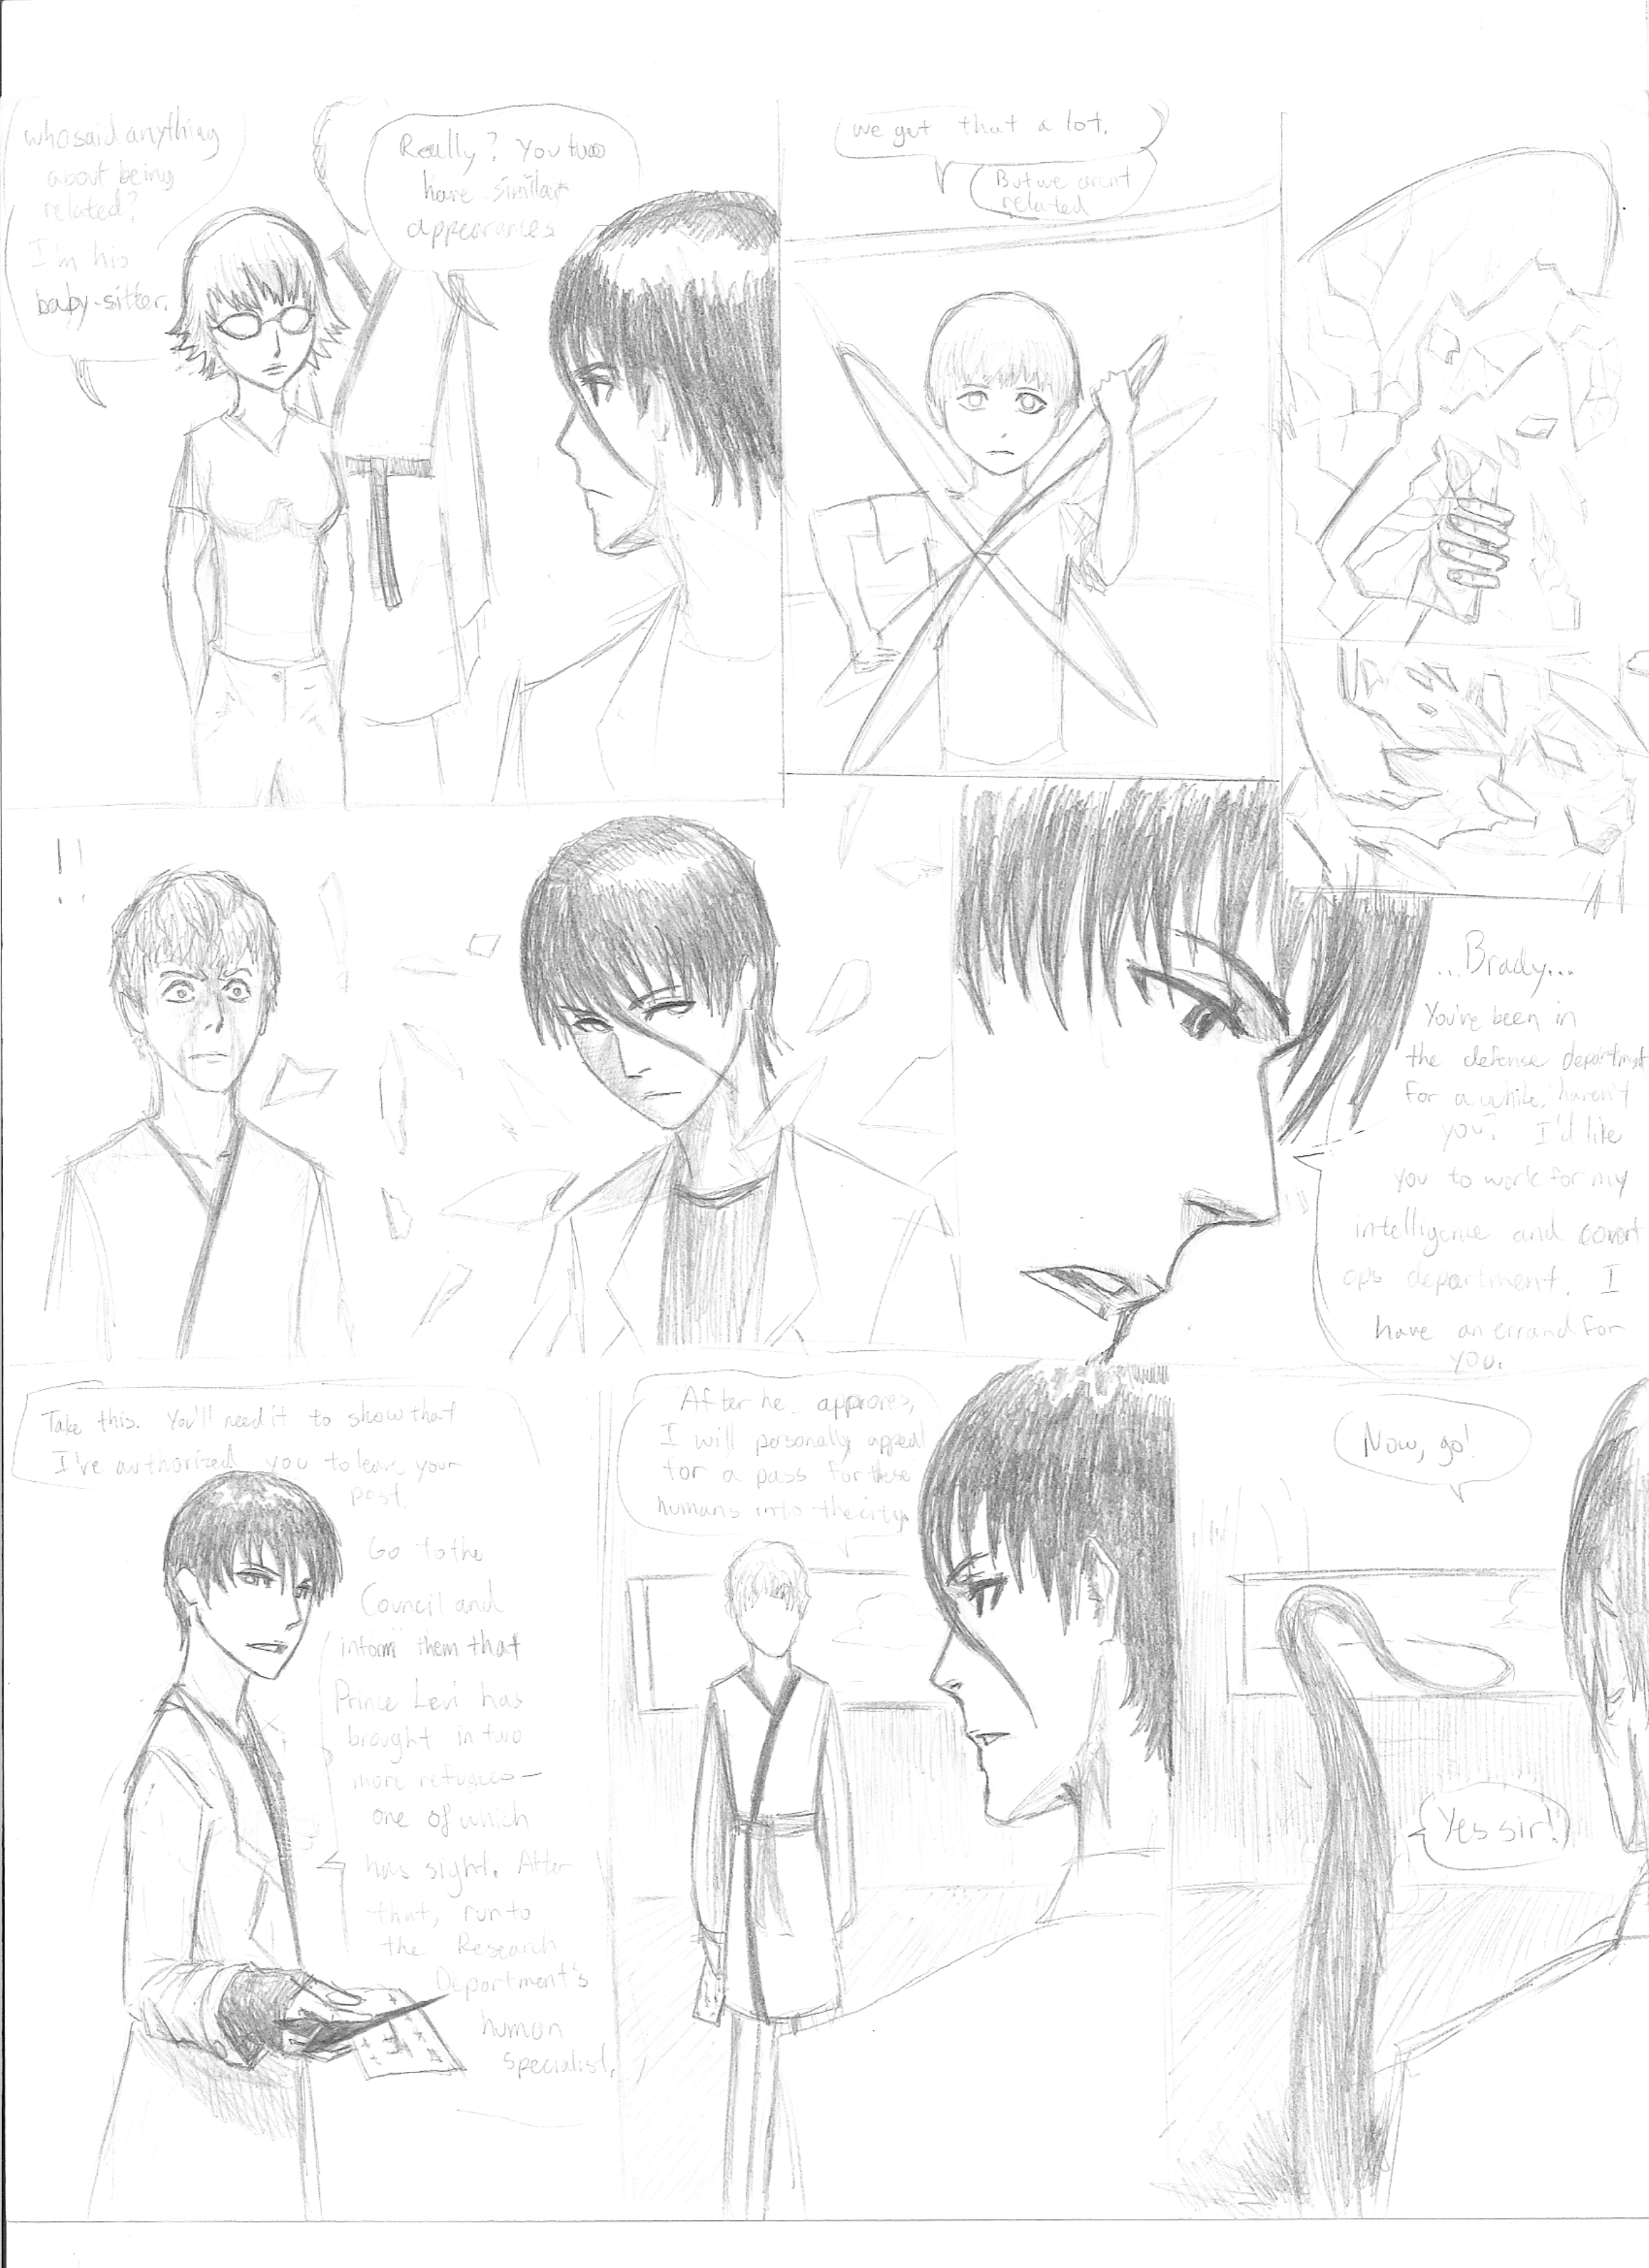 who said anything
about being
related?
I'm his
baby-sitter.
Really? You two
have similar
appearances
We get that a lot.
But we arent
related
!!
...Brady...
You've been in
the defense department
for a while, haven't
you? I'd like
you to work for my
intelligence and covert
ops department. I
have an errand for
you.
Take this. You'll need it to show that
I've authorized you to leave your
post.
Go to the
Council and
inform them that
Prince Levi has
brought in two
more refugees—
one of which
has sight. After
that, run to
the Research
Department's
human
specialist.
After he approves,
I will personally appeal
for a pass for these
humans into the city.
Now, go!
Yes sir!